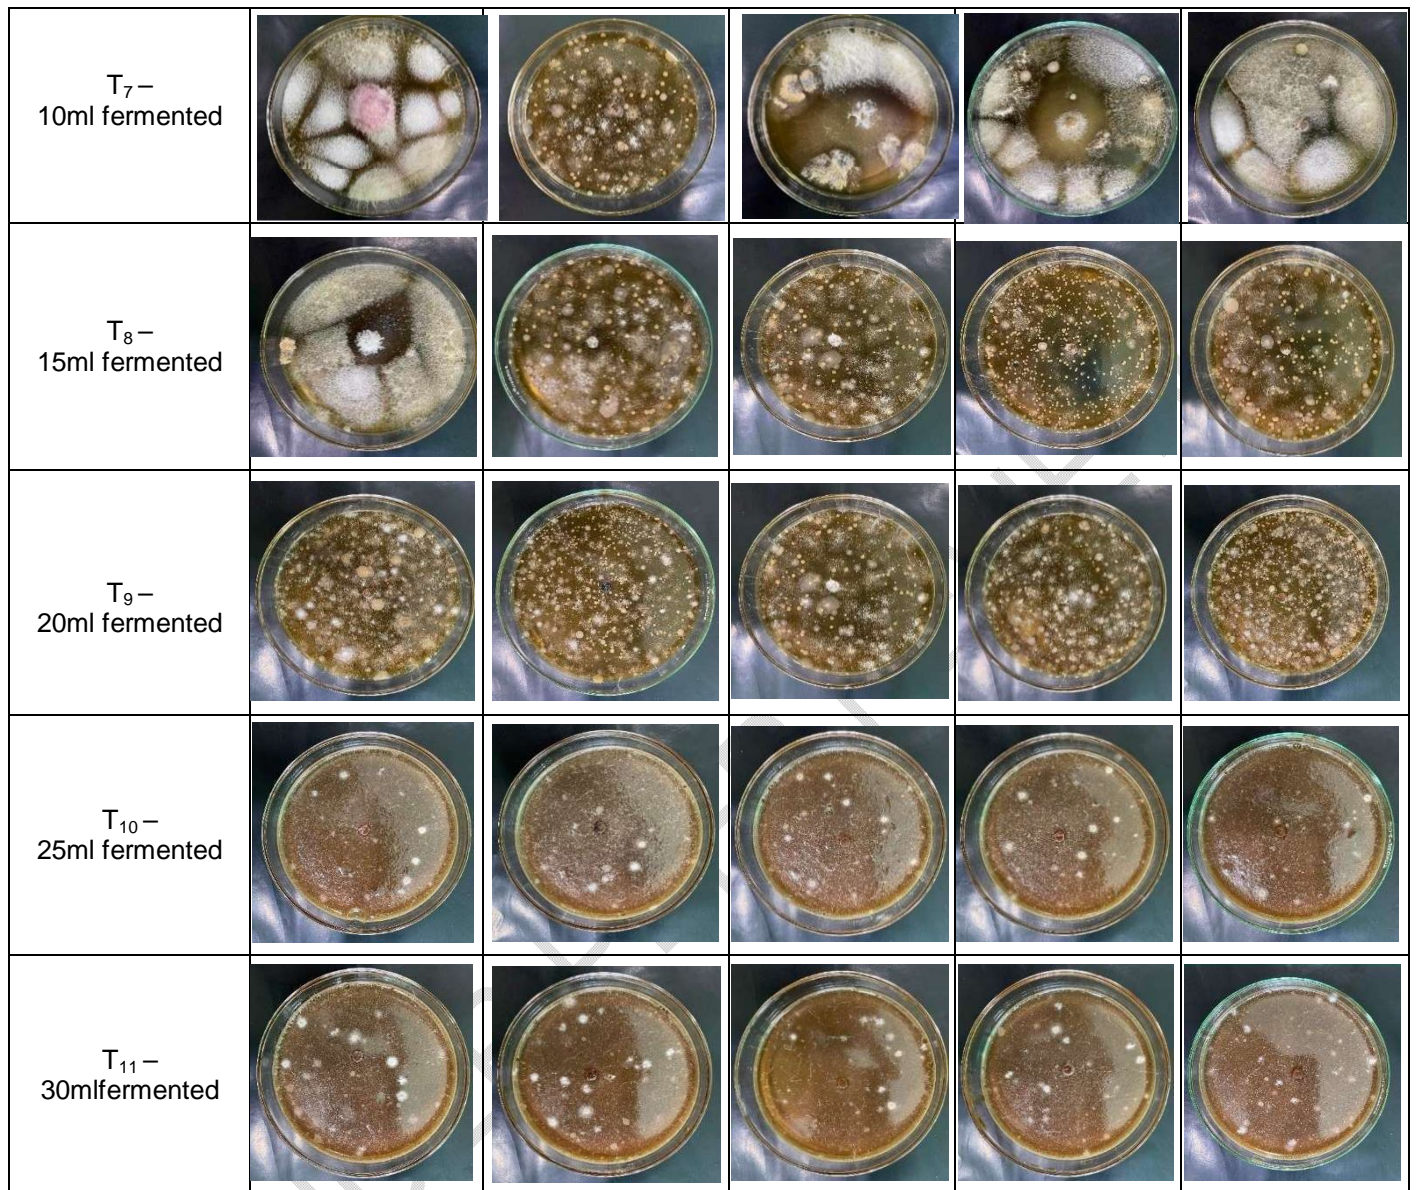 T₇ –
10ml fermented
T₈ –
15ml fermented
T₉ –
20ml fermented
T₁₀ –
25ml fermented
T₁₁ –
30mlfermented